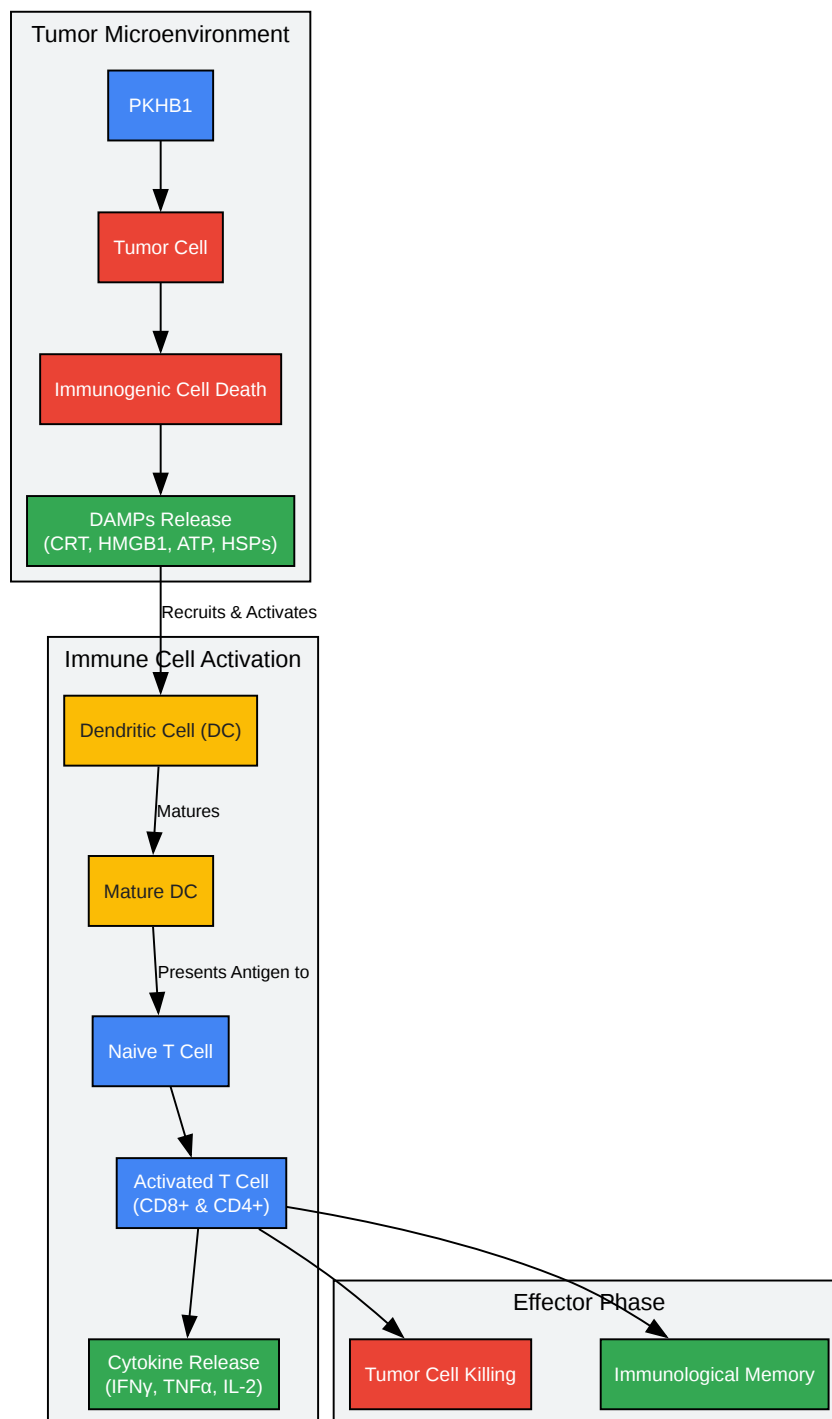 Tumor Microenvironment
PKHB1
Tumor Cell
Immunogenic Cell Death
DAMPs Release
(CRT, HMGB1, ATP, HSPs)
Recruits & Activates
Immune Cell Activation
Dendritic Cell (DC)
Matures
Mature DC
Presents Antigen to
Naive T Cell
Activated T Cell
(CD8+ & CD4+)
Effector Phase
Cytokine Release
(IFNγ, TNFα, IL-2)
Tumor Cell Killing
Immunological Memory